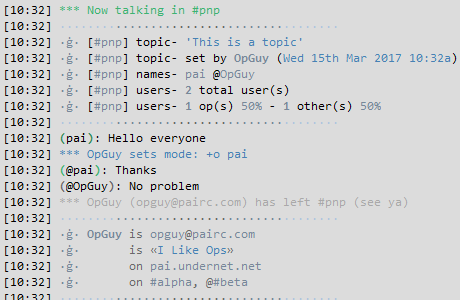 [10:32] *** Now talking in #pnp
[10:32] ----------------------------------------
[10:32] ·ģ· [#pnp] topic- 'This is a topic'
[10:32] ·ģ· [#pnp] topic- set by OpGuy (Wed 15th Mar 2017 10:32a)
[10:32] ·ģ· [#pnp] names- pai @OpGuy
[10:32] ·ģ· [#pnp] users- 2 total user(s)
[10:32] ·ģ· [#pnp] users- 1 op(s) 50% - 1 other(s) 50%
[10:32] ----------------------------------------
[10:32] (pai): Hello everyone
[10:32] *** OpGuy sets mode: +o pai
[10:32] (@pai): Thanks
[10:32] (@OpGuy): No problem
[10:32] *** OpGuy (opguy@pairc.com) has left #pnp (see ya)
[10:32] ----------------------------------------
[10:32] ·ģ· OpGuy is opguy@pairc.com
[10:32] ·ģ· is «I Like Ops»
[10:32] ·ģ· on pai.undernet.net
[10:32] ·ģ· on #alpha, @#beta
[10:32] ----------------------------------------